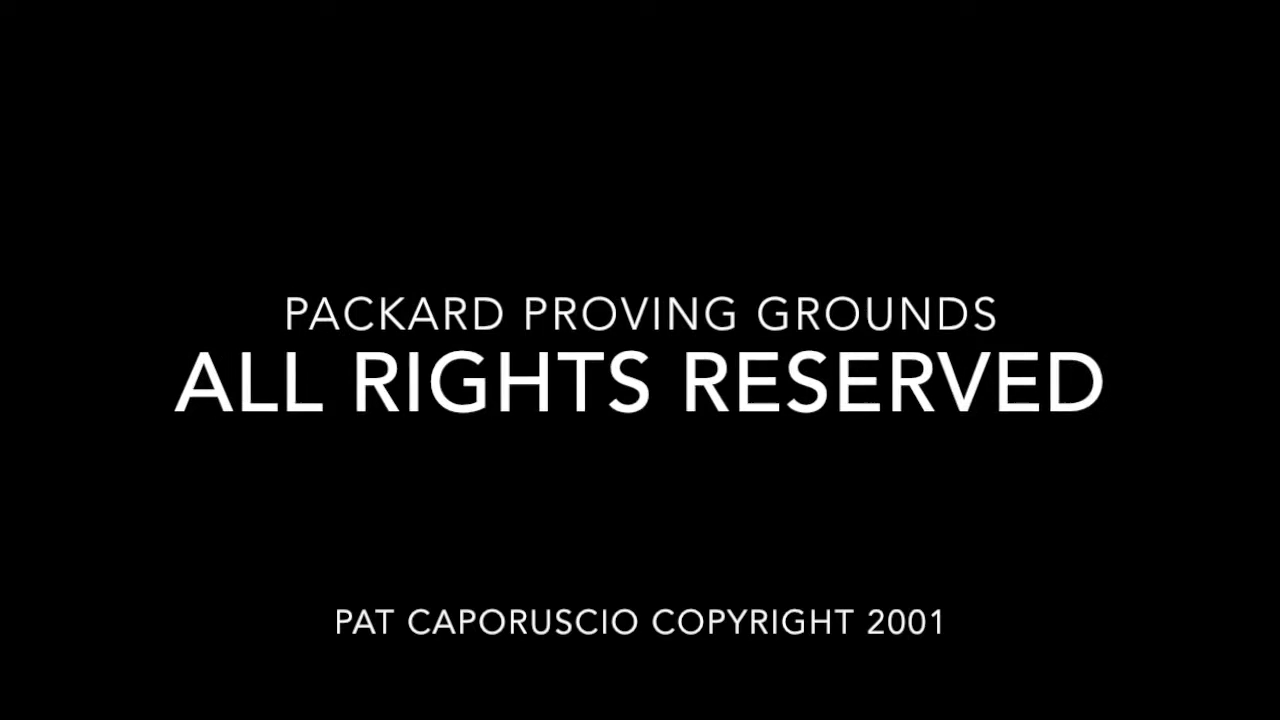 PACKARD PROVING GROUNDS
ALL RIGHTS RESERVED
PAT CAPORUSCIO COPYRIGHT 2001